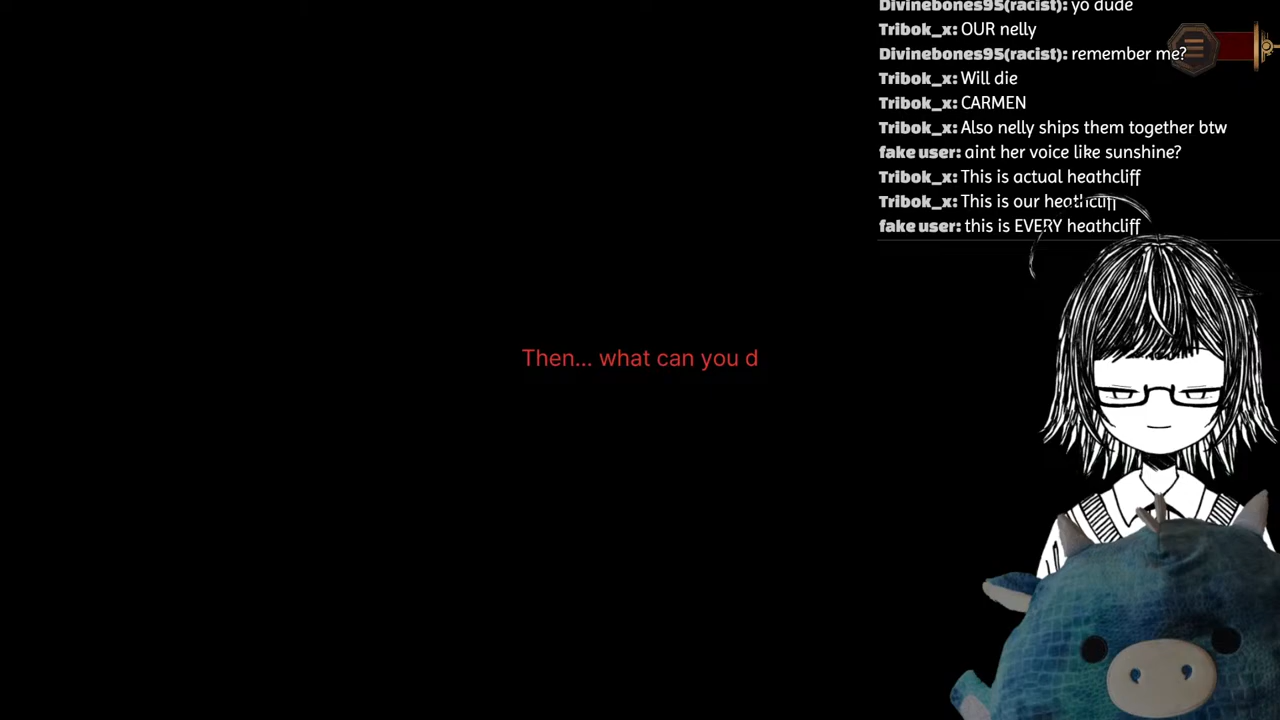 Divinebones95(racist): yo dude
Tribok_x: OUR nelly
Divinebones95(racist): remember me?
Tribok_x: Will die
Tribok_x: CARMEN
Tribok_x: Also nelly ships them together btw
fake user: aint her voice like sunshine?
Tribok_x: This is actual heathcliff
Tribok_x: This is our heathcliff
fake user: this is EVERY heathcliff
Then... what can you d